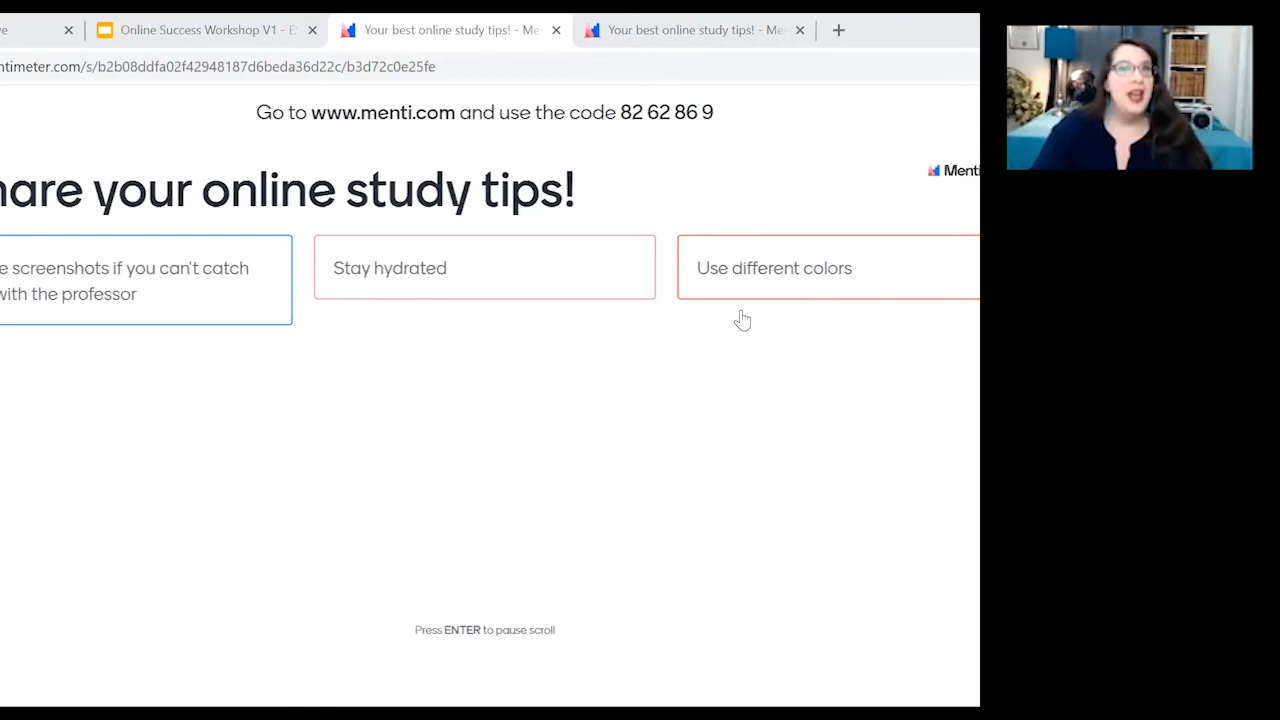 Online Success Workshop V1 - E
Your best online study tips! - Me
Your best online study tips! - Me
ntimeter.com/s/b2b08ddfa02f42948187d6beda36d22c/b3d72c0e25fe
Go to www.menti.com and use the code 82 62 86 9
Menti
hare your online study tips!
e screenshots if you can't catch
with the professor
Stay hydrated
Use different colors
Press ENTER to pause scroll